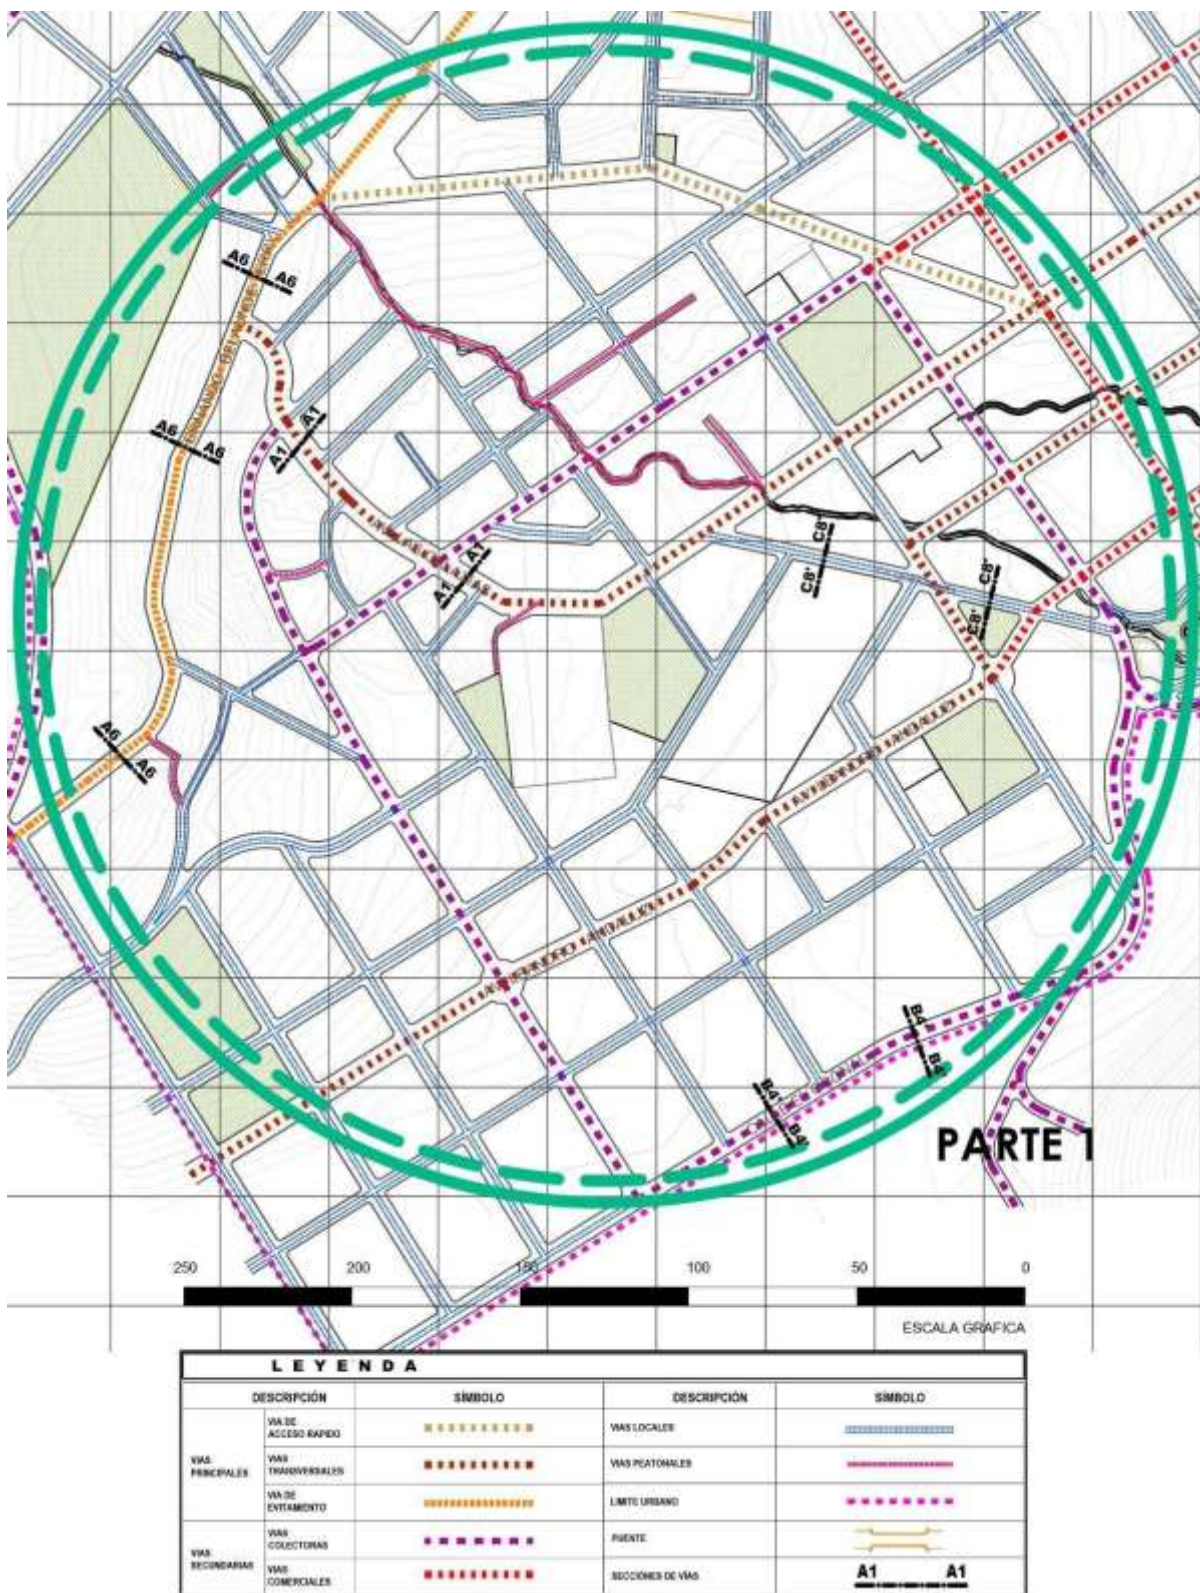 A6
A6
A6
A6
A6
A6
A1
A1
A1
A1
C8'
C8'
C8'
C8'
B4'
B4'
B4'
B4'
PARTE 1
250 200 150 100 50 0
ESCALA GRAFICA
LEYENDA
DESCRIPCIÓN SÍMBOLO DESCRIPCIÓN SÍMBOLO
VIAS PRINCIPALES
VIA DE
ACCESO RAPIDO
VIAS LOCALES
VIAS
TRANSVERSALES
VIAS PEATONALES
VIA DE
EVITAMIENTO
LIMITE URBANO
VIAS SECUNDARIAS
VIAS
COLECTORAS
PUENTE
VIAS
COMERCIALES
SECCIONES DE VÍAS
A1 A1